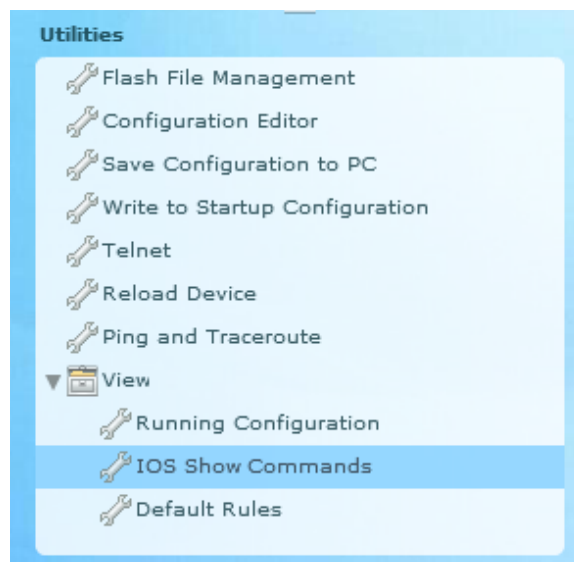 Utilities
Flash File Management
Configuration Editor
Save Configuration to PC
Write to Startup Configuration
Telnet
Reload Device
Ping and Traceroute
View
Running Configuration
IOS Show Commands
Default Rules